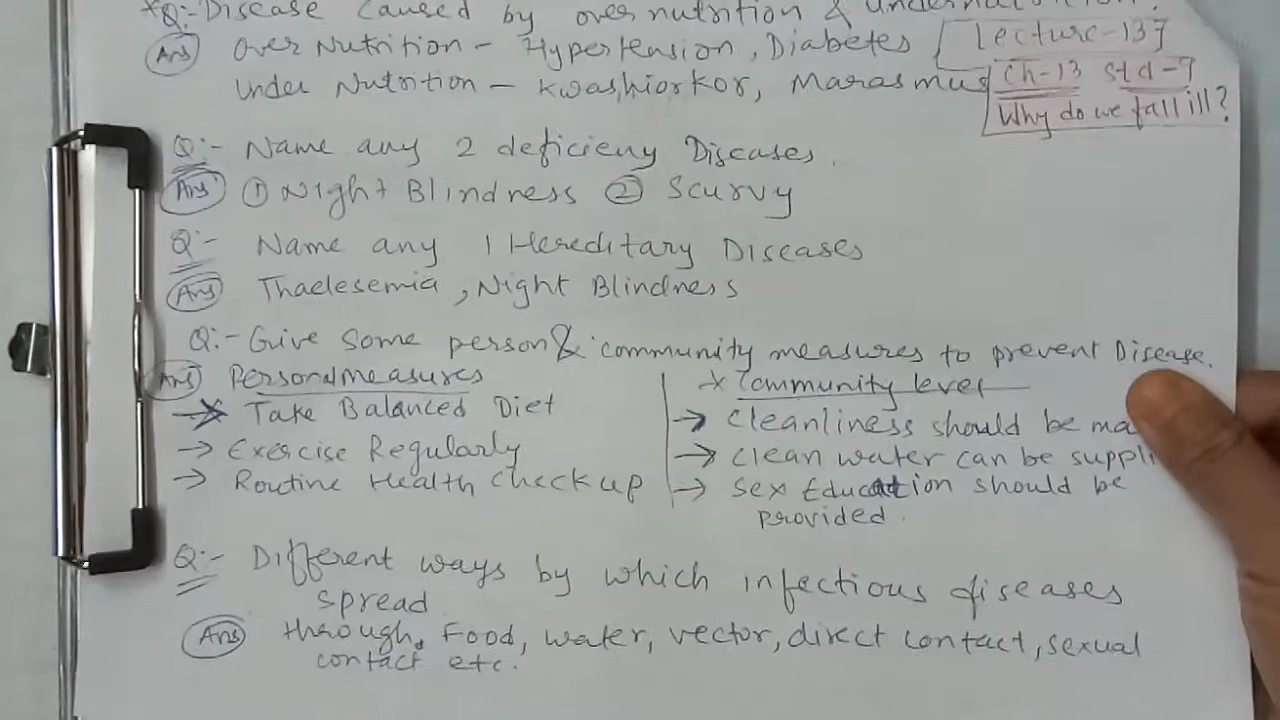 *Q:- Disease caused by over nutrition &
Ans Over Nutrition - Hypertension, Diabetes
Under Nutrition - Kwashiorkor, Marasmus
Lecture-137
Ch-13 Std-9
Why do we fall ill?
Q:- Name any 2 deficieny Diseases.
Ans ① Night Blindness ② Scurvy
Q:- Name any 1 Hereditary Diseases
Ans Thaelesemia, Night Blindness
Q:- Give some person & community measures to prevent Disease.
Ans Personal measures
→ Take Balanced Diet
→ Exercise Regularly
→ Routine Health Checkup
* Community level
→ Cleanliness should be ma
→ Clean water can be suppli
→ Sex Education should be
provided.
Q:- Different ways by which infectious diseases
spread
Ans through Food, water, vector, direct contact, sexual
contact etc.